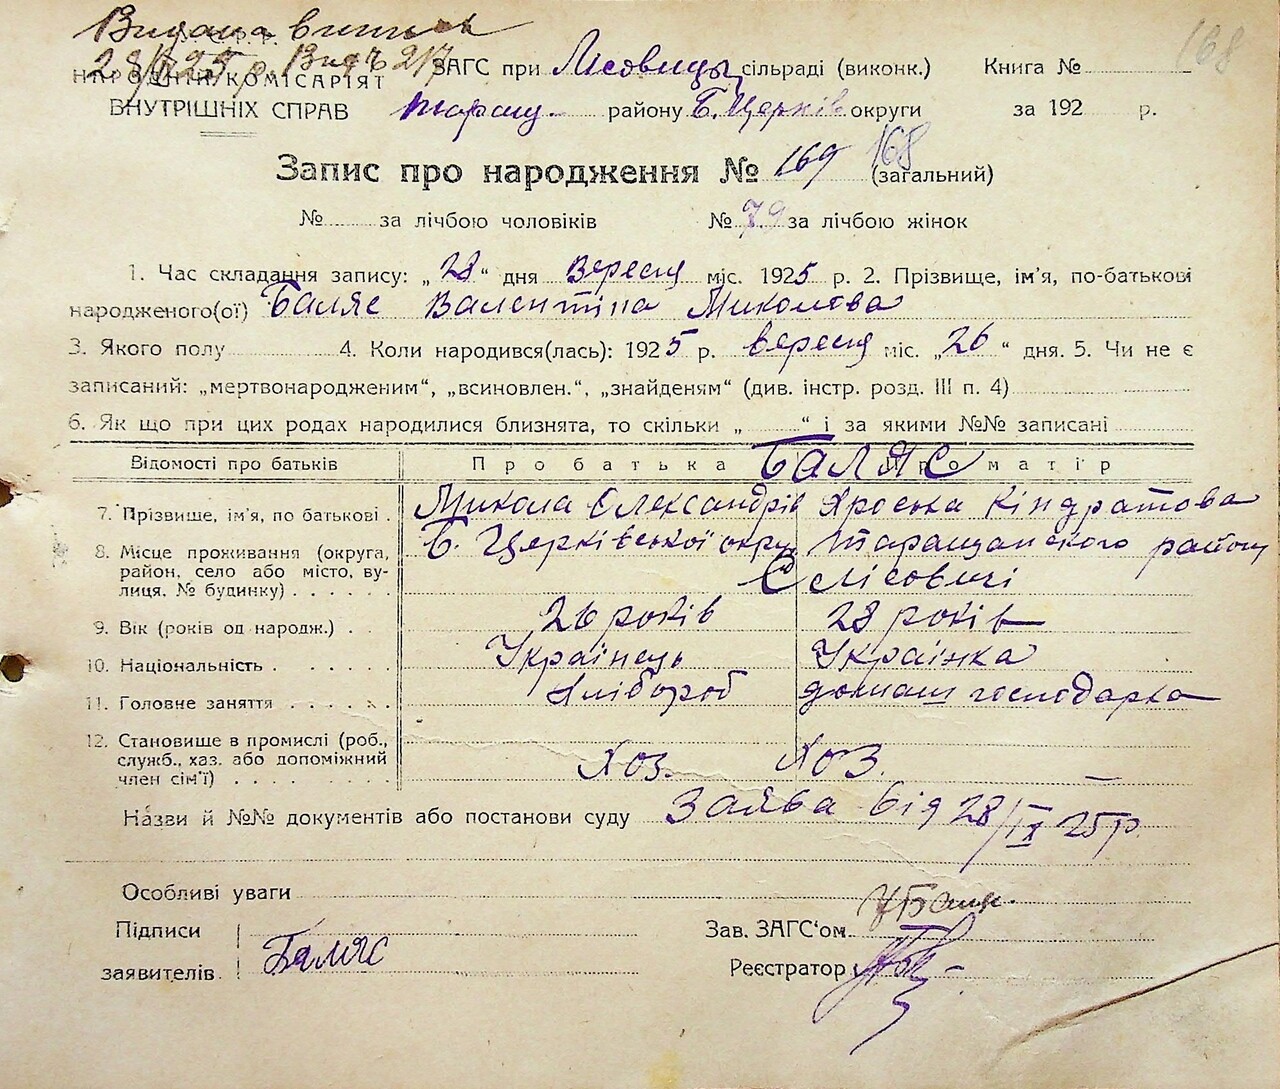 Видана випись
У.С.Р.Р.
28/IX 25 р. Вид ч 217
НАРОДНІЙ КОМІСАРІЯТ
ВНУТРІШНІХ СПРАВ
168
ЗАГС при Лісовицькій сільраді (виконк.) Книга №
Таращ. району Б. Церків округи за 192 р.
Запис про народження № 169 168 (загальний)
№ за лічбою чоловіків № 79 за лічбою жінок
1. Час складання запису: „28“ дня Вересня міс. 1925 р. 2. Прізвище, ім'я, по-батькові
народженого(ої) Баляс Валентіна Миколова
3. Якого полу 4. Коли народився(лась): 1925 р. вересня міс. „26“ дня. 5. Чи не є
записаний: „мертвонародженим“, „всиновлен.“, „знайденям“ (див. інстр. розд. III п. 4)
6. Як що при цих родах народилися близнята, то скільки „ “ і за якими №№ записані
Відомості про батьків Про батька Про матір
Баляс
7. Прізвище, ім'я, по батькові . Микола Олександрів Хроська Кіндратова
8. Місце проживання (округа, район, село або місто, вулиця, № будинку) . . . . . . Б. Церківської окр. Таращанського району
С Лісовичі
9. Вік (років од народж.) . . 26 років 28 років
10. Національність . . . . . Українець Українка
11. Головне заняття . . . . . . Хлібороб домаш господарка
12. Становище в промислі (роб., служб., хаз. або допоміжний член сім'ї) . . . . . Хоз. Хоз.
Назви й №№ документів або постанови суду Заява від 28/IX 25 р.
Особливі уваги
Підписи
заявителів Баляс
Зав. ЗАГС'ом
Реєстратор